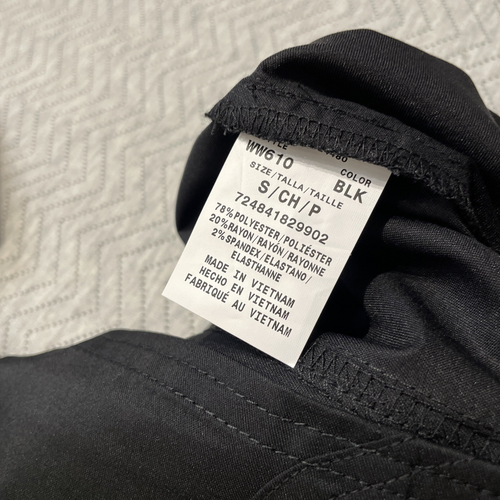 WW610
COLOR
SIZE/TALLA/TAILLE
BLK
S/CH/P
724841829902
78% POLYESTER/POLIÉSTER
20% RAYON/RAYÓN/RAYONNE
2% SPANDEX/ELASTANO/
ELASTHANNE
MADE IN VIETNAM
HECHO EN VIETNAM
FABRIQUÉ AU VIETNAM